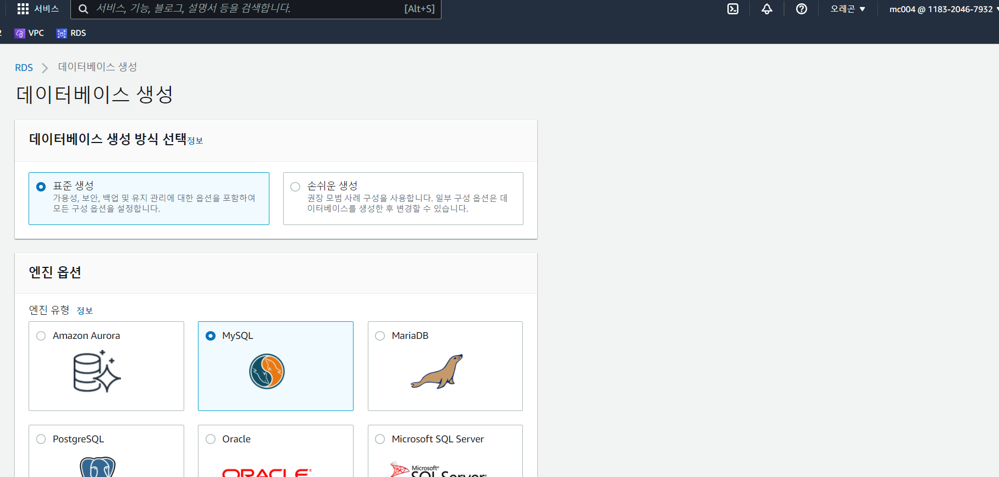 서비스
서비스, 기능, 블로그, 설명서 등을 검색합니다.
[Alt+S]
오레곤
mc004 @ 1183-2046-7932
VPC
RDS
RDS
데이터베이스 생성
데이터베이스 생성
데이터베이스 생성 방식 선택 정보
표준 생성
가용성, 보안, 백업 및 유지 관리에 대한 옵션을 포함하여
모든 구성 옵션을 설정합니다.
손쉬운 생성
권장 모범 사례 구성을 사용합니다. 일부 구성 옵션은 데
이터베이스를 생성한 후 변경할 수 있습니다.
엔진 옵션
엔진 유형 정보
Amazon Aurora
MySQL
MariaDB
PostgreSQL
Oracle
Microsoft SQL Server
ORACLE
Microsoft
SQL Server